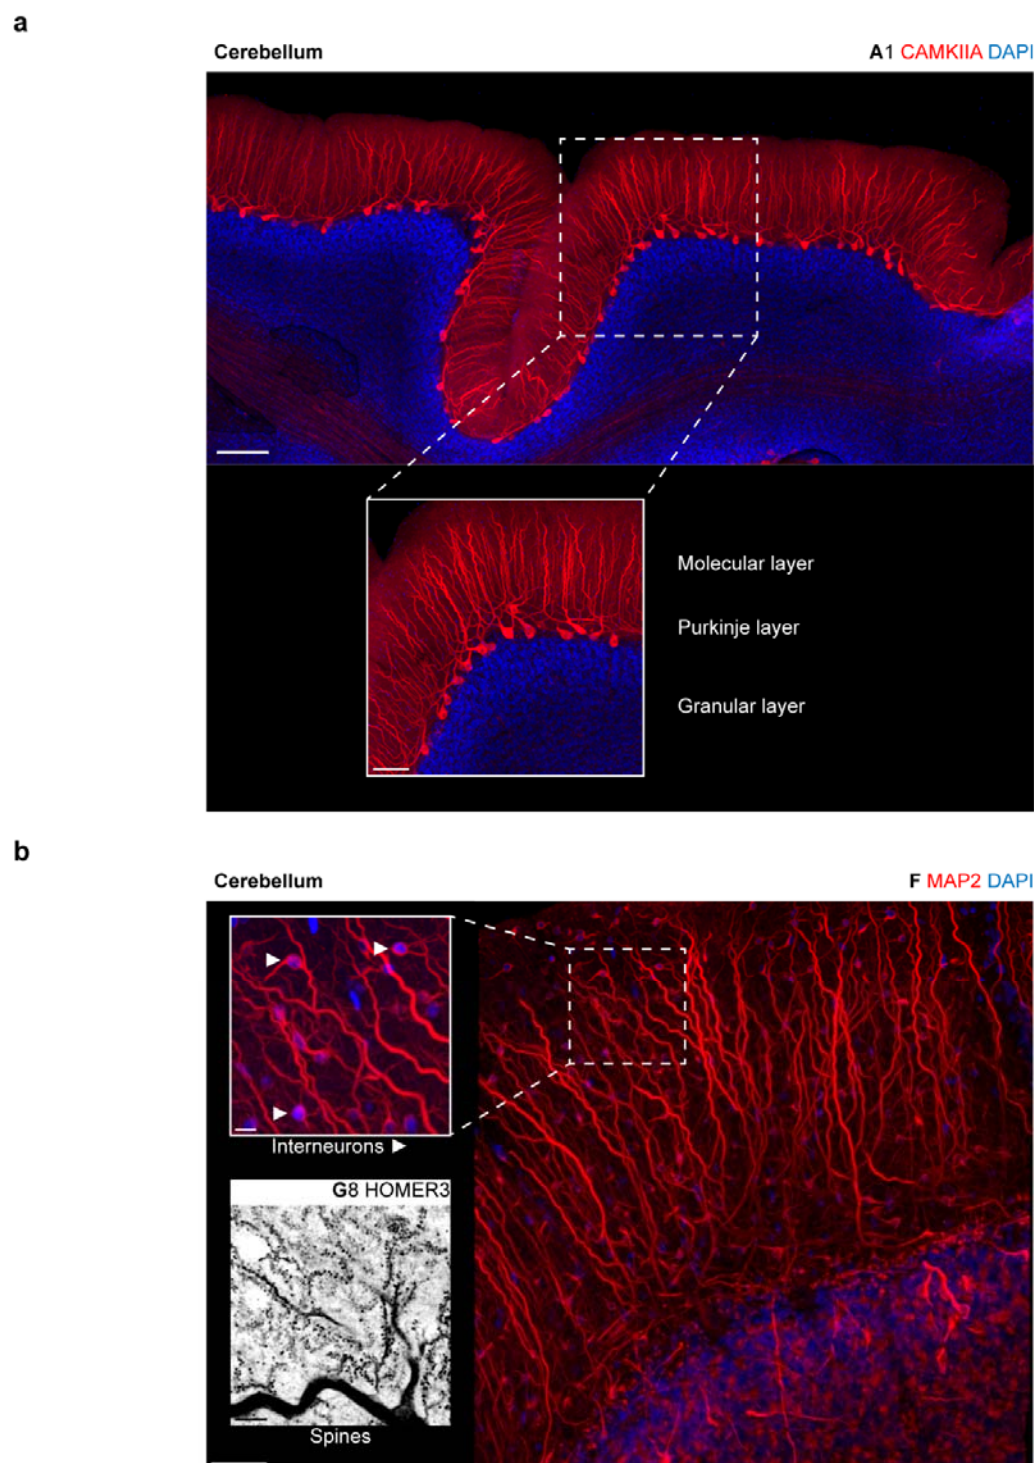 a
Cerebellum
A1 CAMKIIA DAPI
Molecular layer
Purkinje layer
Granular layer
b
Cerebellum
F MAP2 DAPI
Interneurons ►
G8 HOMER3
Spines